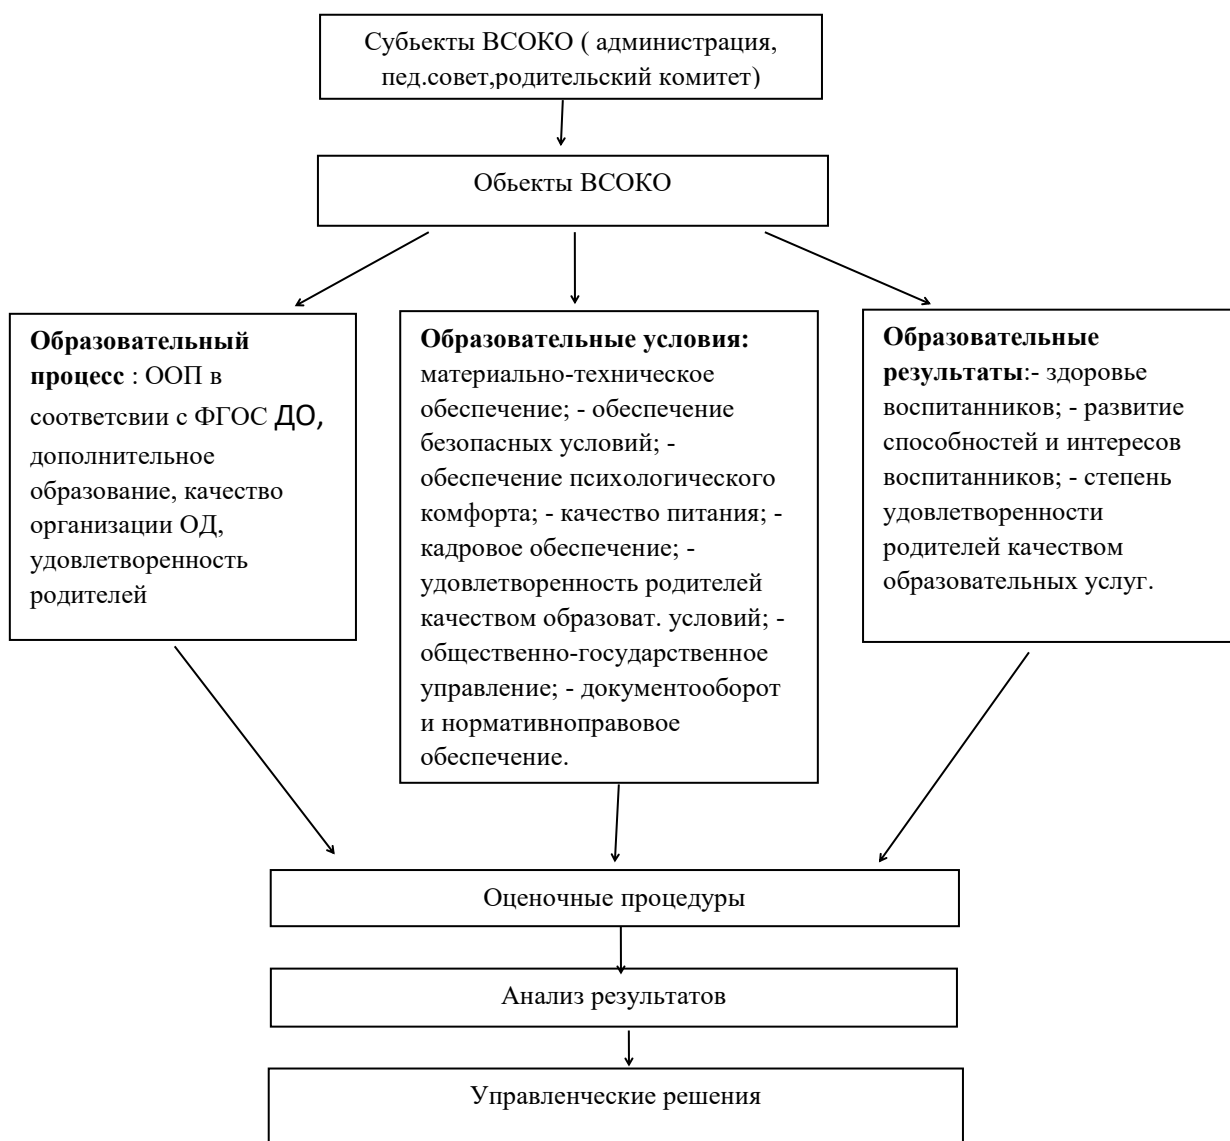 Субьекты ВСОКО ( администрация,
пед.совет,родительский комитет)
Обьекты ВСОКО
Образовательный
процесс : ООП в
соответсвии с ФГОС ДО,
дополнительное
образование, качество
организации ОД,
удовлетворенность
родителей
Образовательные условия:
материально-техническое
обеспечение; - обеспечение
безопасных условий; -
обеспечение психологического
комфорта; - качество питания; -
кадровое обеспечение; -
удовлетворенность родителей
качеством образоват. условий; -
общественно-государственное
управление; - документооборот
и нормативноправовое
обеспечение.
Образовательные
результаты:- здоровье
воспитанников; - развитие
способностей и интересов
воспитанников; - степень
удовлетворенности
родителей качеством
образовательных услуг.
Оценочные процедуры
Анализ результатов
Управленческие решения